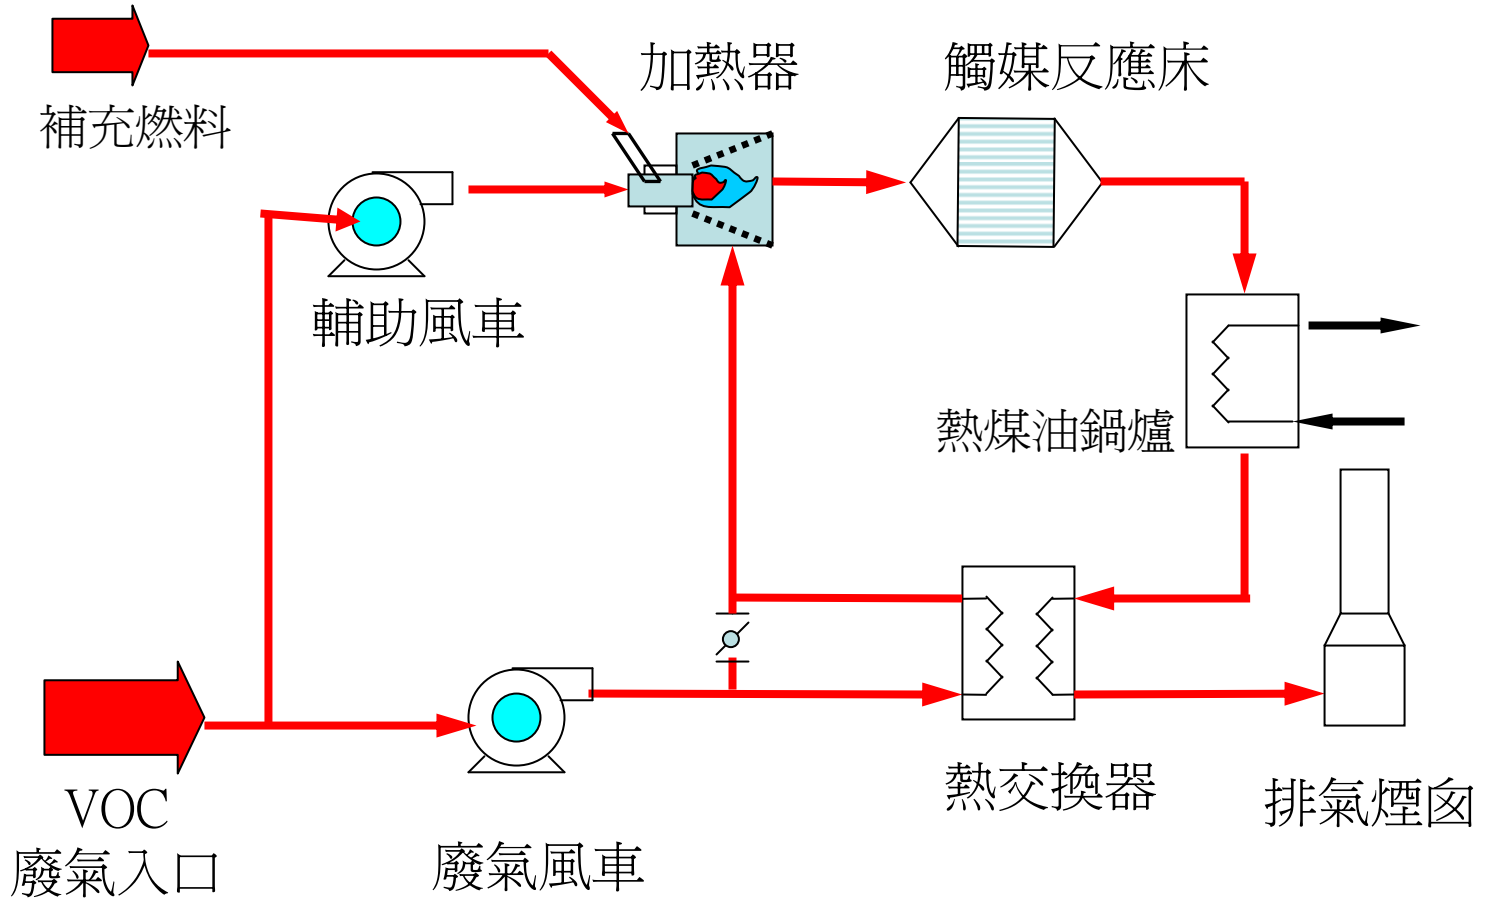 加熱器
觸媒反應床
補充燃料
輔助風車
熱煤油鍋爐
熱交換器
排氣煙囪
VOC
廢氣入口
廢氣風車